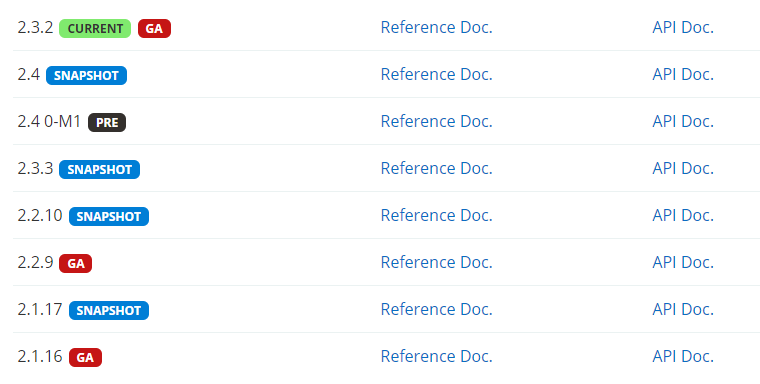 2.3.2 CURRENT GA Reference Doc. API Doc.
2.4 SNAPSHOT Reference Doc. API Doc.
2.4 0-M1 PRE Reference Doc. API Doc.
2.3.3 SNAPSHOT Reference Doc. API Doc.
2.2.10 SNAPSHOT Reference Doc. API Doc.
2.2.9 GA Reference Doc. API Doc.
2.1.17 SNAPSHOT Reference Doc. API Doc.
2.1.16 GA Reference Doc. API Doc.